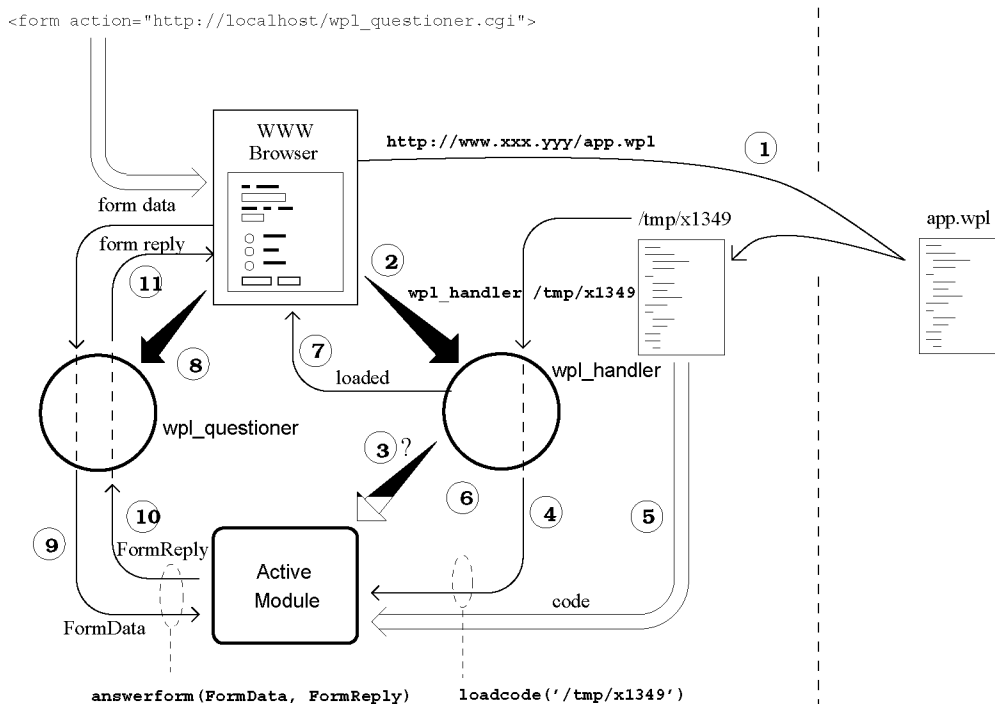 <form action="http://localhost/wpl_questioner.cgi">
WWW
Browser
http://www.xxx.yyy/app.wpl
1
form data
form reply
11
2
/tmp/x1349
app.wpl
wpl_handler /tmp/x1349
8
7
loaded
wpl_handler
wpl_questioner
3 ?
6
4
5
10
9
FormReply
Active
Module
code
FormData
answerform(FormData, FormReply)
loadcode('/tmp/x1349')